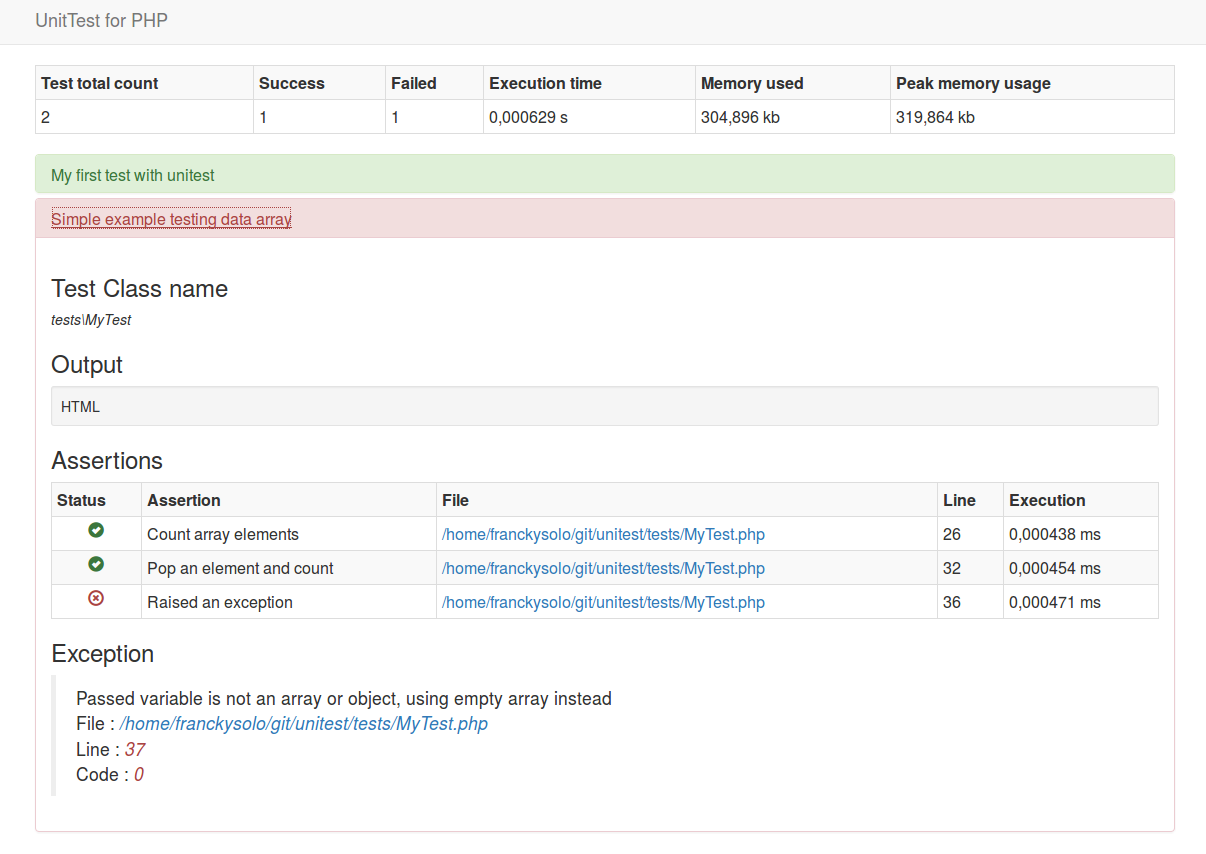 UnitTest for PHP
Test total count Success Failed Execution time Memory used Peak memory usage
2 1 1 0,000629 s 304,896 kb 319,864 kb
My first test with unitest
Simple example testing data array
Test Class name
tests\MyTest
Output
HTML
Assertions
Status Assertion File Line Execution
Count array elements /home/franckysolo/git/unitest/tests/MyTest.php 26 0,000438 ms
Pop an element and count /home/franckysolo/git/unitest/tests/MyTest.php 32 0,000454 ms
Raised an exception /home/franckysolo/git/unitest/tests/MyTest.php 36 0,000471 ms
Exception
Passed variable is not an array or object, using empty array instead
File : /home/franckysolo/git/unitest/tests/MyTest.php
Line : 37
Code : 0